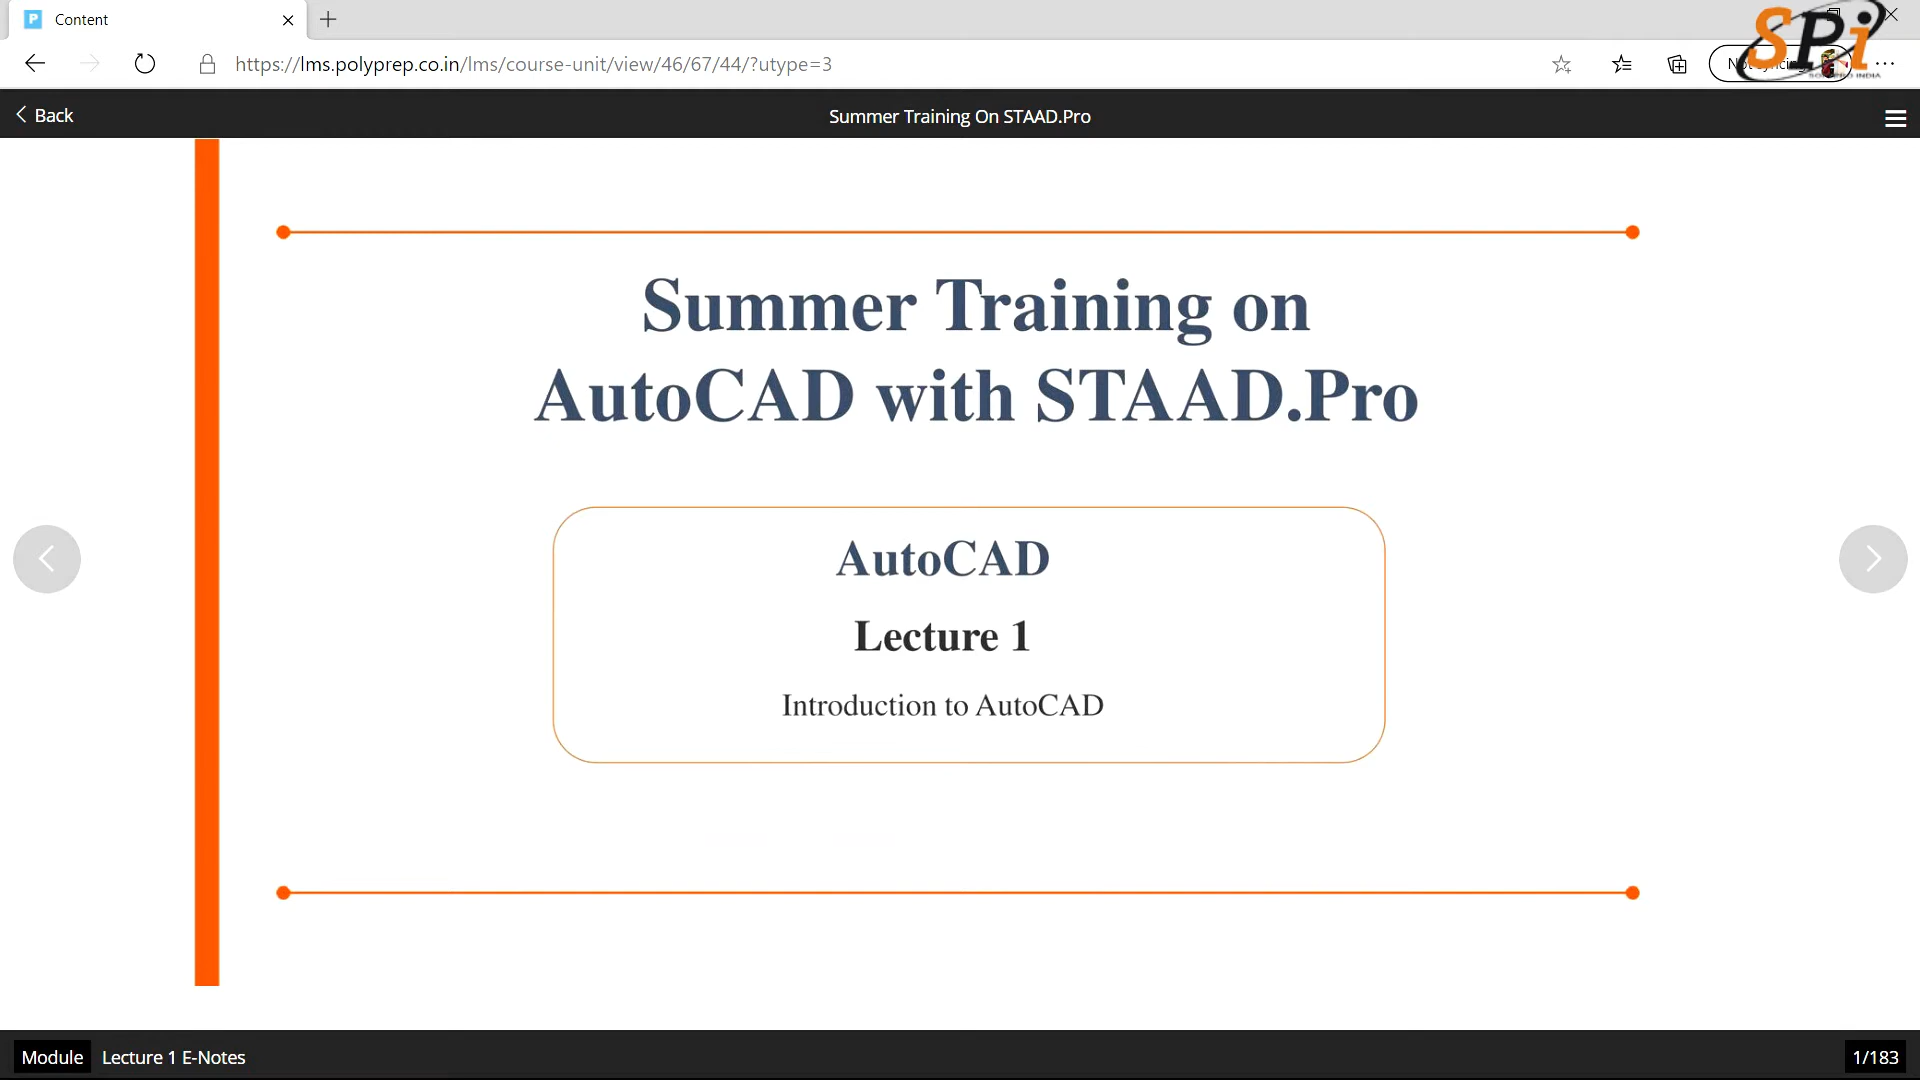 Content
https://lms.polyprep.co.in/lms/course-unit/view/46/67/44/?utype=3
SPi
Back
Summer Training On STAAD.Pro
Summer Training on
AutoCAD with STAAD.Pro
AutoCAD
Lecture 1
Introduction to AutoCAD
Module
Lecture 1 E-Notes
1/183